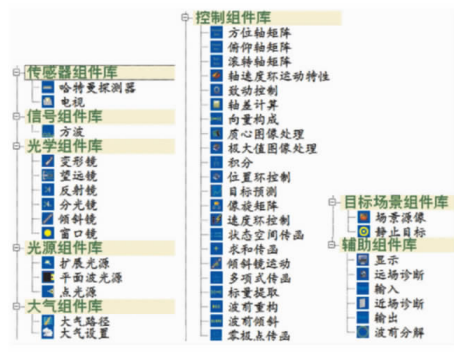 传感器组件库
哈特曼探测器
电视
信号组件库
方波
光学组件库
变形镜
望远镜
反射镜
分光镜
倾斜镜
窗口镜
光源组件库
扩展光源
平面波光源
点光源
大气组件库
大气路径
大气设置
控制组件库
方位轴矩阵
俯仰轴矩阵
滚转轴矩阵
轴速度环运动特性
致动控制
轴差计算
向量构成
质心图像处理
极大值图像处理
积分
位置环控制
目标预测
像旋矩阵
速度环控制
状态空间传函
求和传函
倾斜镜运动
多项式传函
标量提取
波前重构
波前倾斜
零极点传函
目标场景组件库
场景源像
静止目标
辅助组件库
显示
远场诊断
输入
近场诊断
输出
波前分解